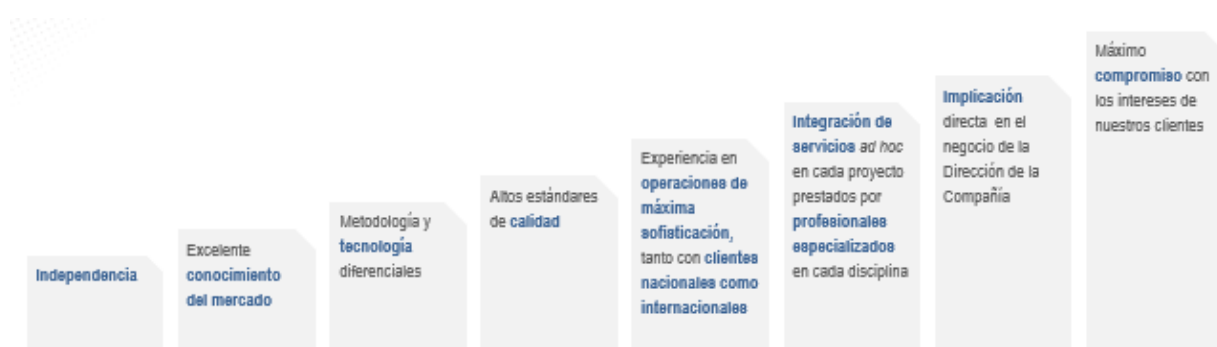 Independencia
Excelente
conocimiento
del mercado
Metodología y
tecnología
diferenciales
Altos estándares
de calidad
Experiencia en
operaciones de
máxima
sofisticación,
tanto con clientes
nacionales como
internacionales
Integración de
servicios ad hoc
en cada proyecto
prestados por
profesionales
especializados
en cada disciplina
Implicación
directa en el
negocio de la
Dirección de la
Compañía
Máximo
compromiso con
los intereses de
nuestros clientes